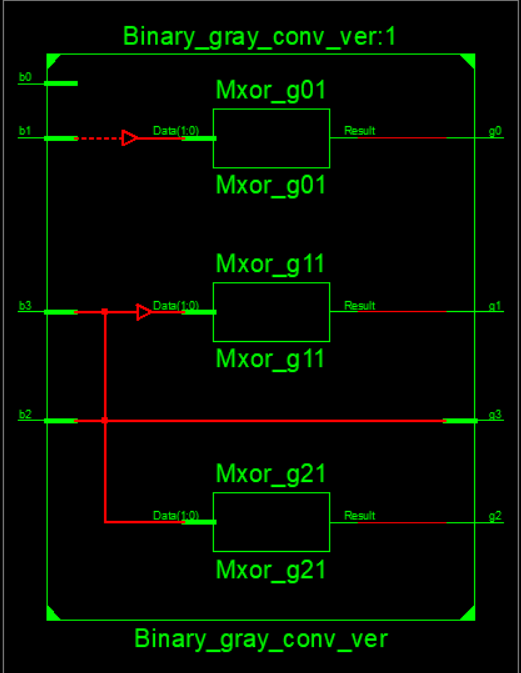 Binary_gray_conv_ver:1
b0
Mxor_g01
b1
Data(1:0)
Result
g0
Mxor_g01
Mxor_g11
b3
Data(1:0)
Result
g1
Mxor_g11
b2
g3
Mxor_g21
Data(1:0)
Result
g2
Mxor_g21
Binary_gray_conv_ver